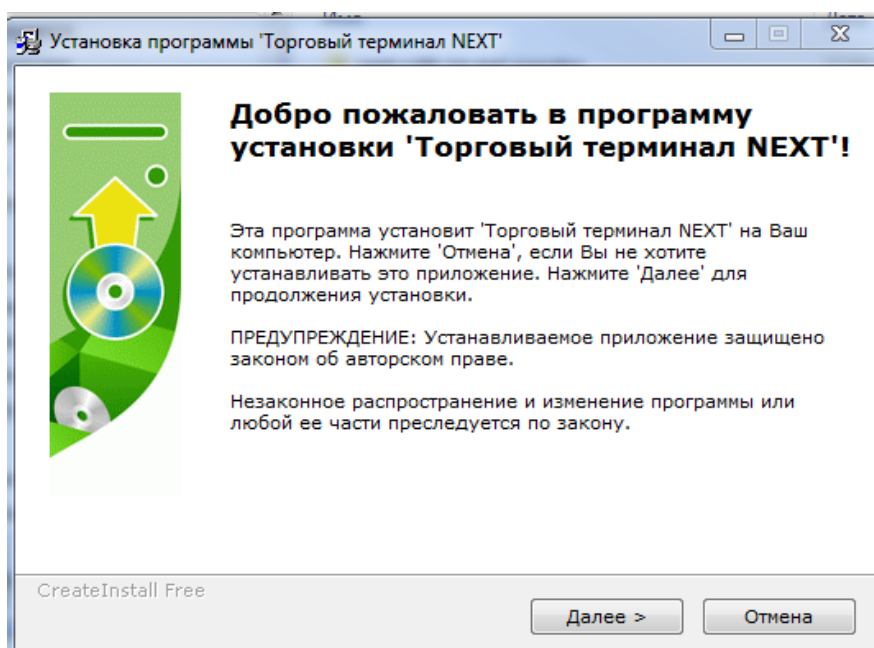 Установка программы 'Торговый терминал NEXT'
Добро пожаловать в программу
установки 'Торговый терминал NEXT'!
Эта программа установит 'Торговый терминал NEXT' на Ваш
компьютер. Нажмите 'Отмена', если Вы не хотите
устанавливать это приложение. Нажмите 'Далее' для
продолжения установки.
ПРЕДУПРЕЖДЕНИЕ: Устанавливаемое приложение защищено
законом об авторском праве.
Незаконное распространение и изменение программы или
любой ее части преследуется по закону.
CreateInstall Free
Далее >
Отмена